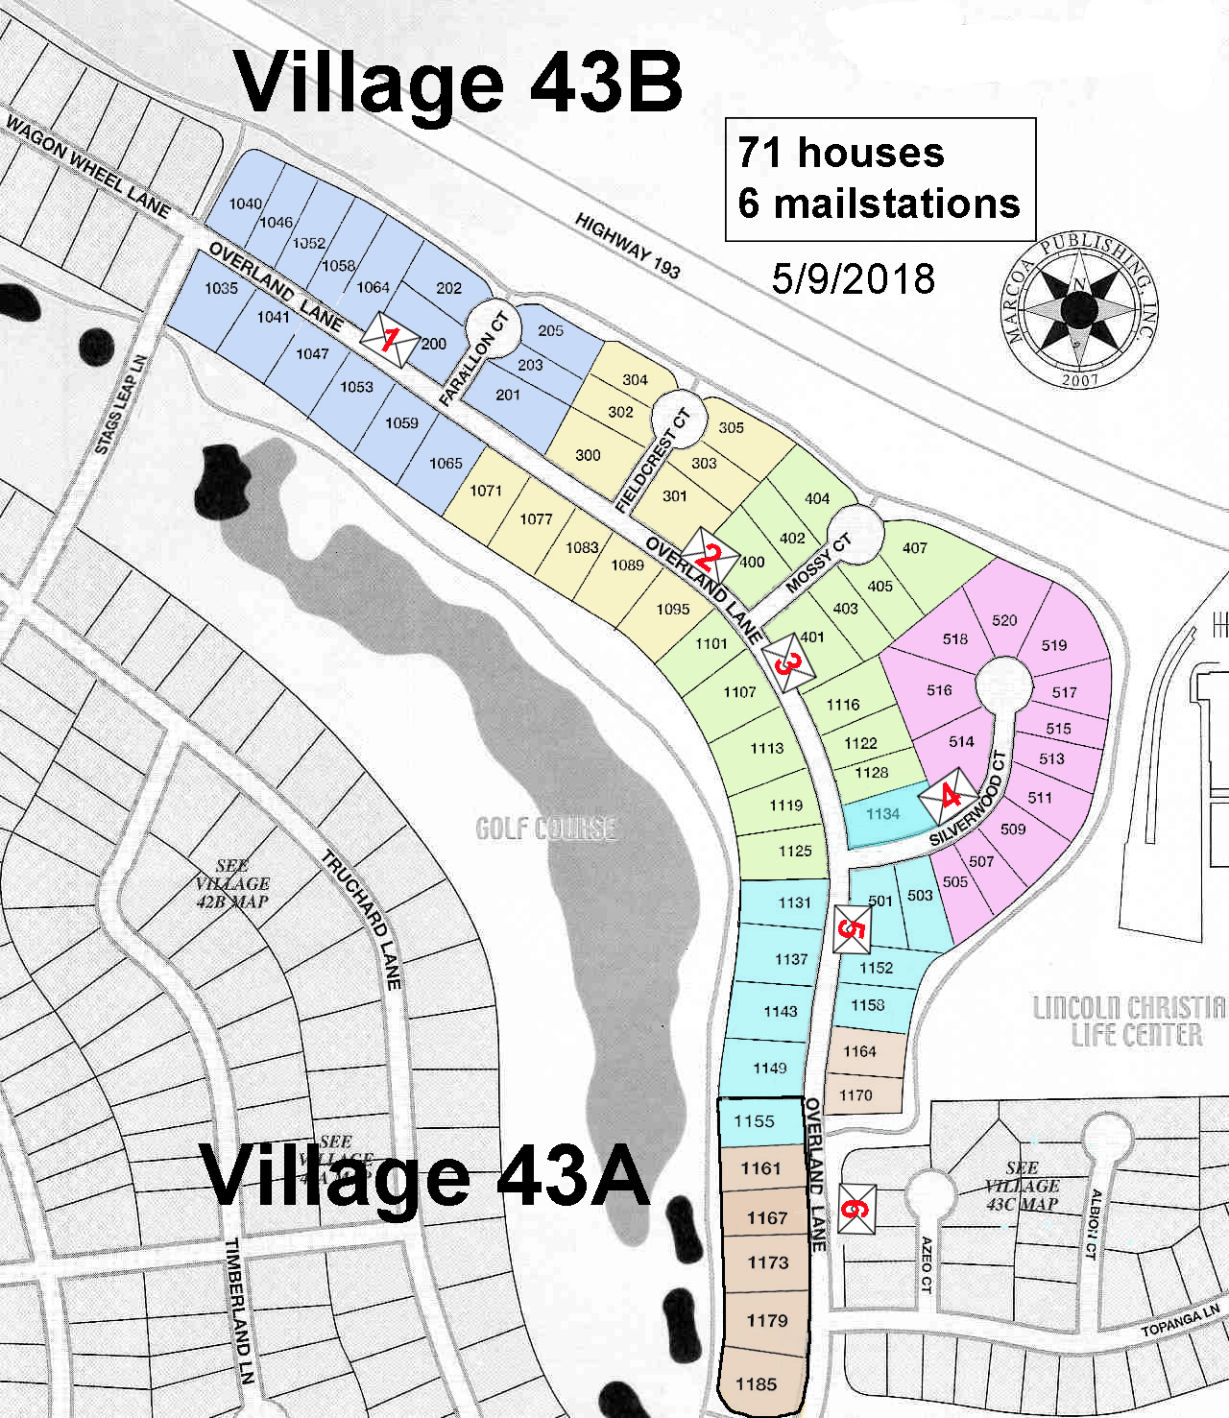 Village 43B
71 houses
6 mailstations
5/9/2018
MARCOA PUBLISHING, INC.
N
2007
WAGON WHEEL LANE
HIGHWAY 193
OVERLAND LANE
STAGS LEAP LN
1040
1046
1052
1058
1064
202
200
1
1035
1041
1047
1053
1059
1065
FARALLON CT
205
203
201
304
302
300
FIELDCREST CT
305
303
301
1071
1077
1083
1089
1095
2
OVERLAND LANE
404
402
400
MOSSY CT
407
405
403
401
3
1101
1107
1113
1119
1125
1116
1122
1128
1134
520
518
519
516
517
514
515
513
511
509
507
505
4
SILVERWOOD CT
501
503
5
1131
1137
1143
1149
1155
1152
1158
1164
1170
GOLF COURSE
SEE
VILLAGE
42B MAP
TRUCHARD LANE
LINCOLN CHRISTIA
LIFE CENTER
Village 43A
SEE
VILLAGE
MAP
TIMBERLAND LN
OVERLAND LANE
1161
1167
1173
1179
1185
6
SEE
VILLAGE
43C MAP
AZEO CT
ALBION CT
TOPANGA LN